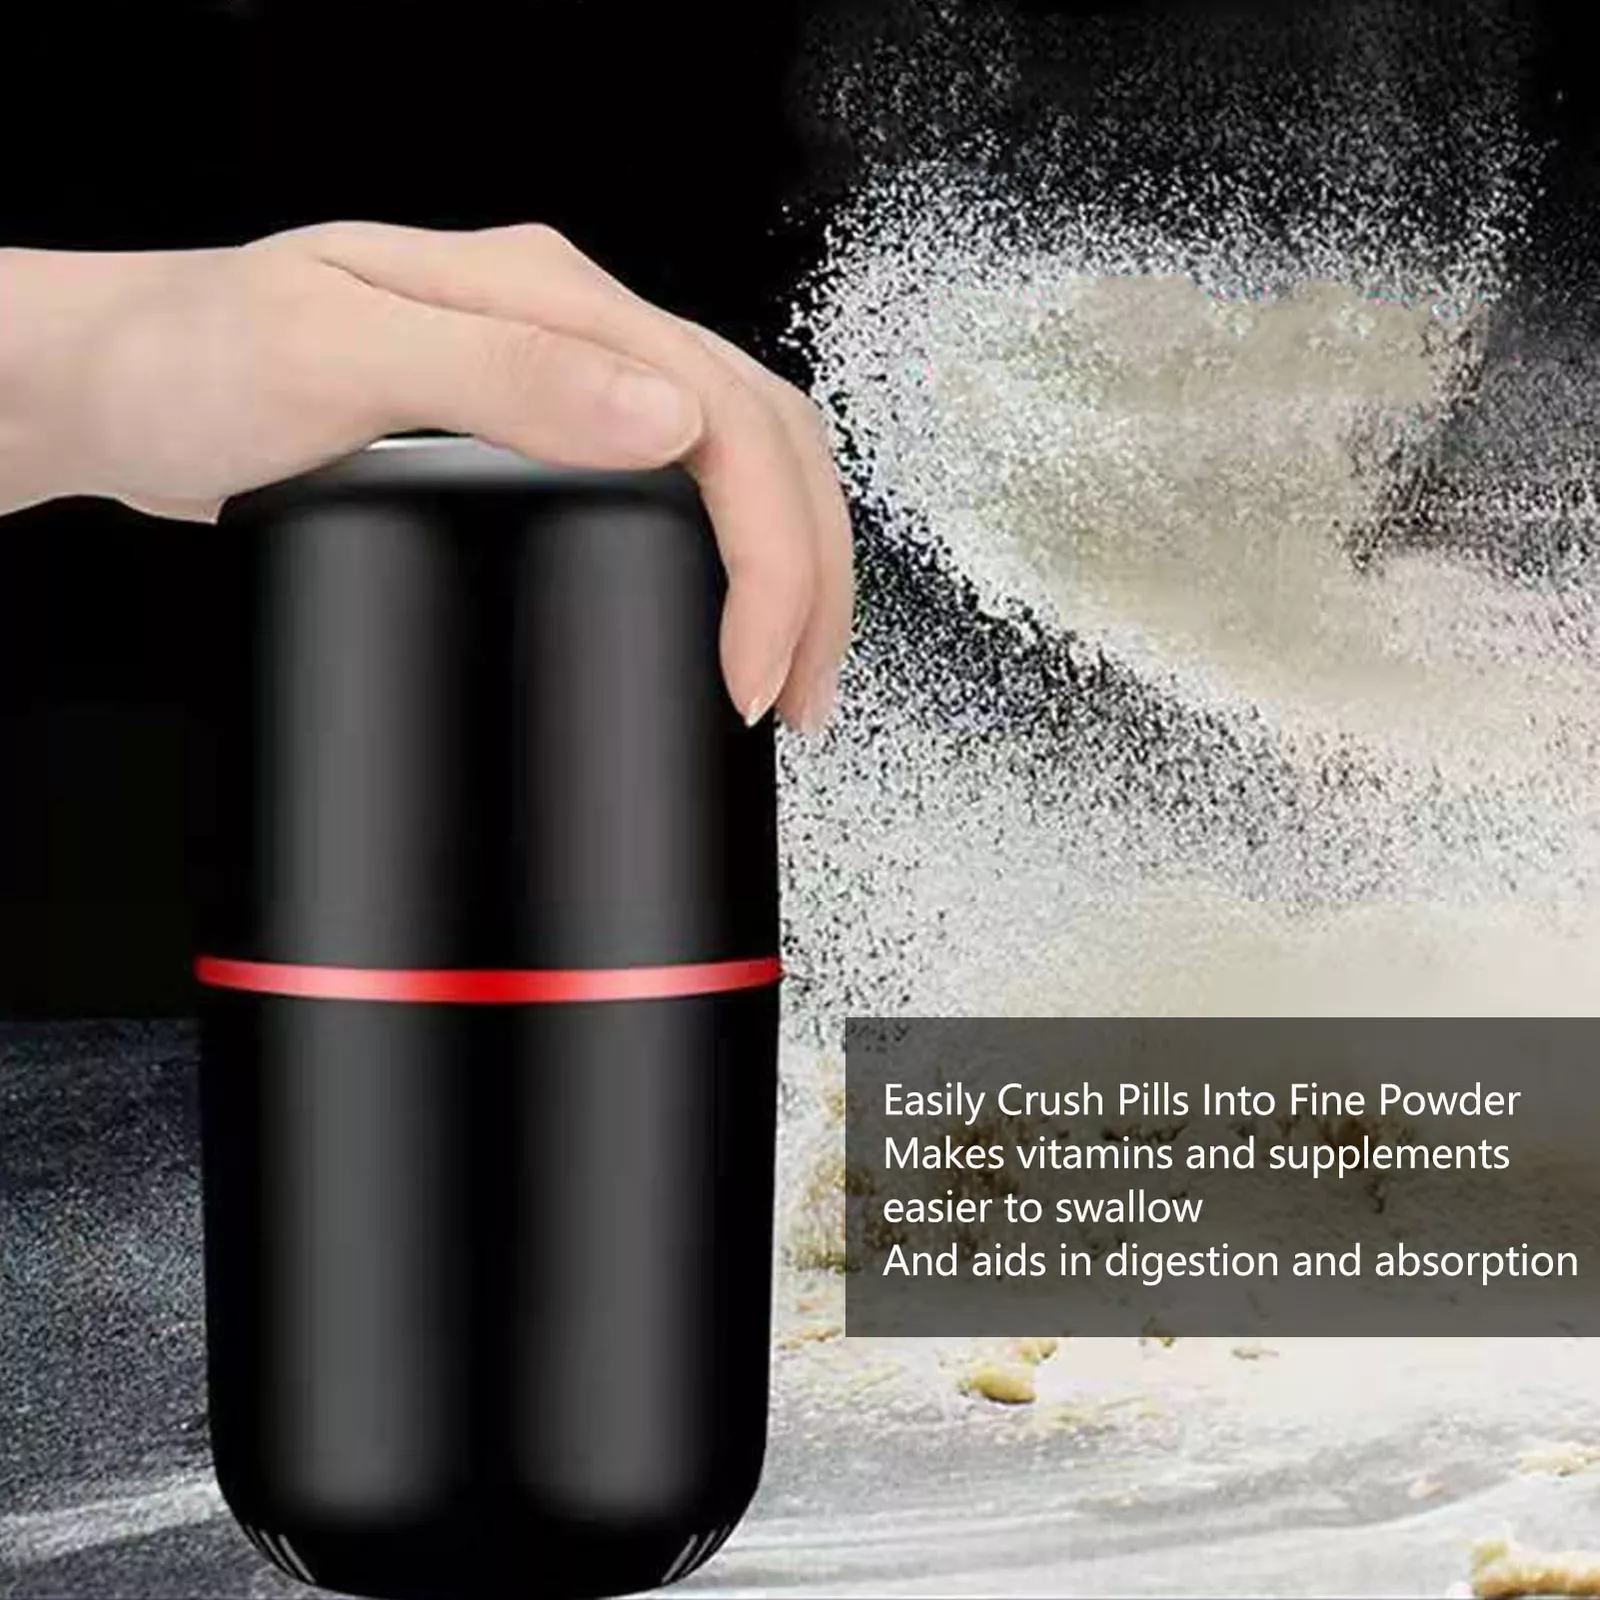 Easily Crush Pills Into Fine Powder
Makes vitamins and supplements
easier to swallow
And aids in digestion and absorption